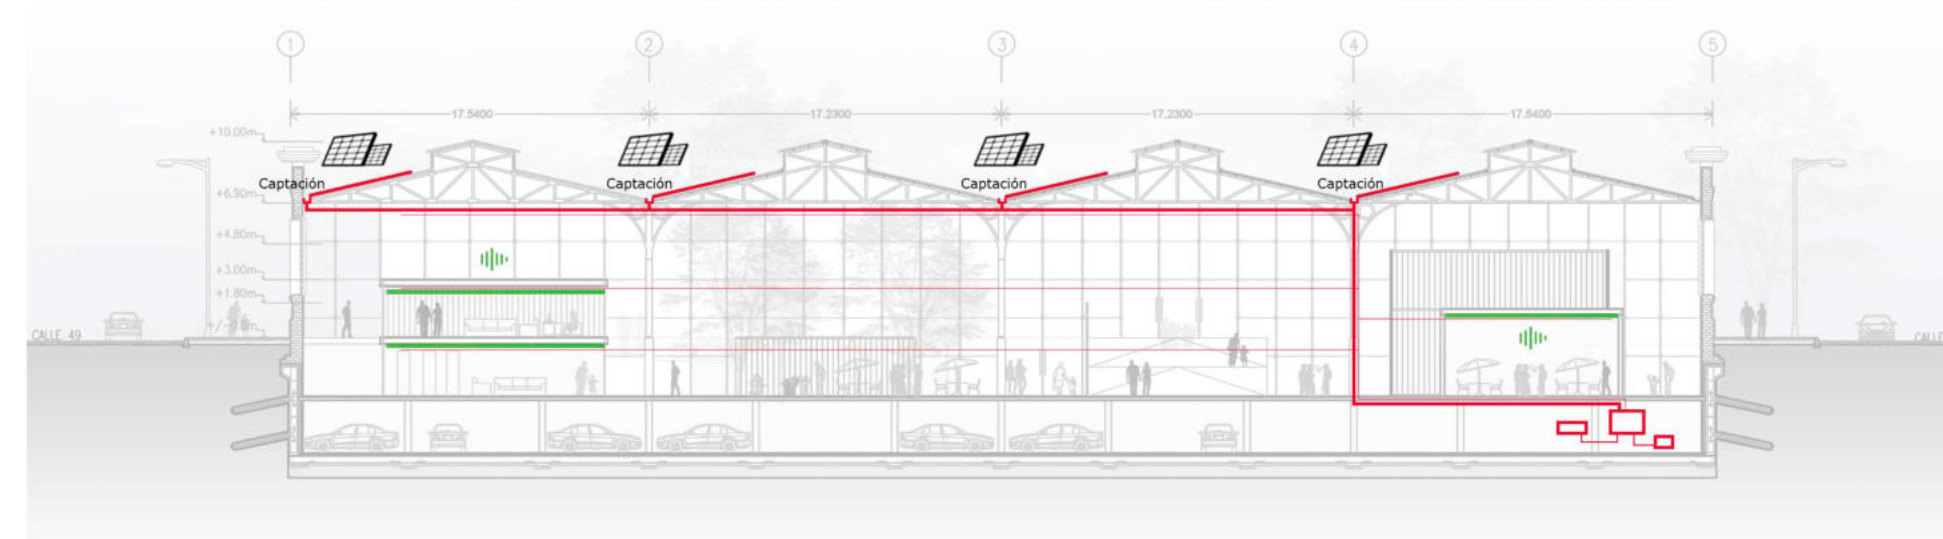 1 2 3 4 5
17.5400 17.2300 17.2300 17.5400
+10.00m
Captación Captación Captación Captación
+6.90m
+4.80m
+3.00m
+1.80m
CALLE 49
CALLE